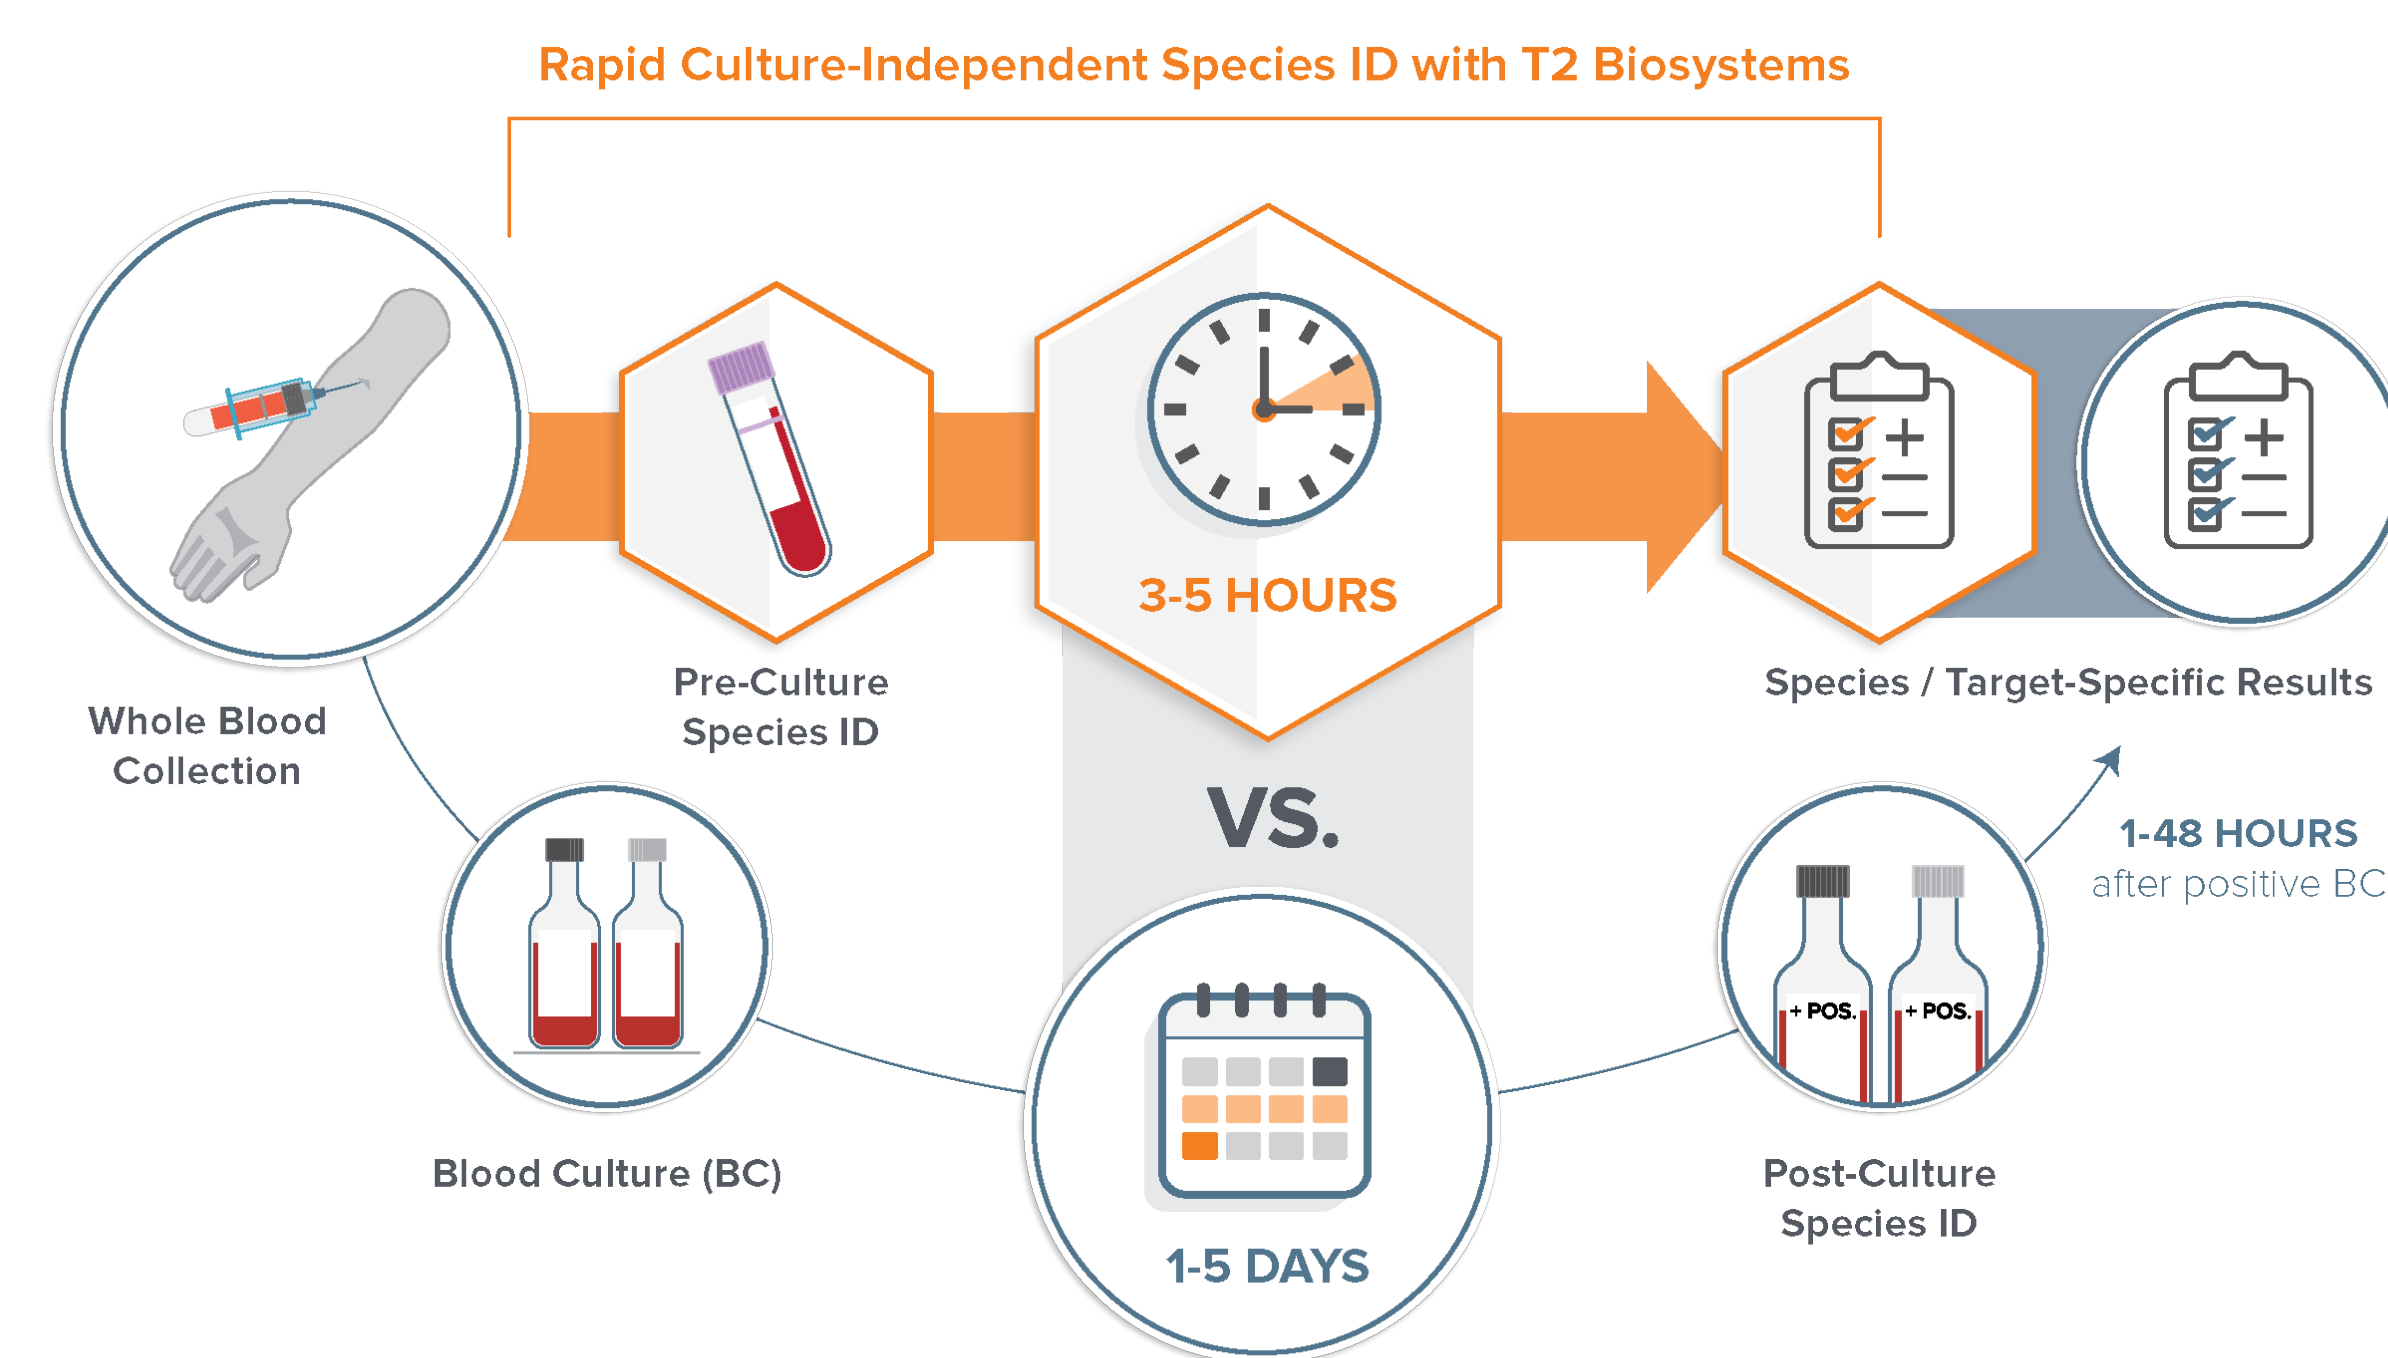 Rapid Culture-Independent Species ID with T2 Biosystems
3-5 HOURS
Pre-Culture
Species ID
Species / Target-Specific Results
Whole Blood
Collection
VS.
1-48 HOURS
after positive BC
+ POS.
+ POS.
Blood Culture (BC)
Post-Culture
Species ID
1-5 DAYS